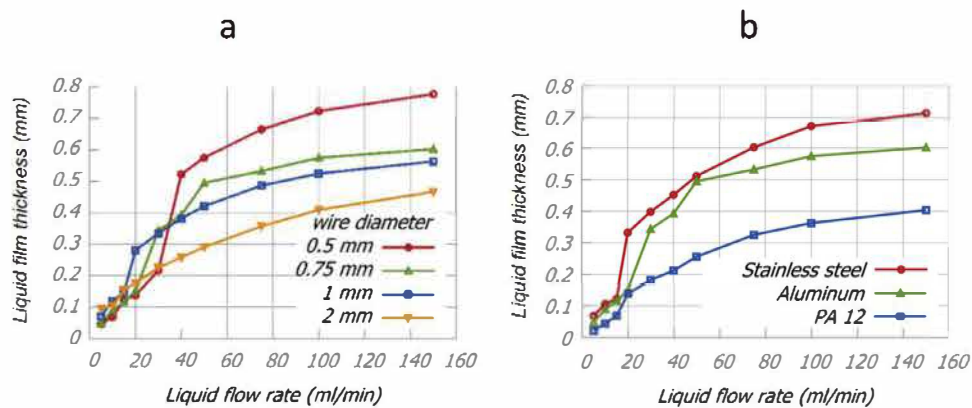 a
0.8
0.7
0.6
0.5
0.4
0.3
0.2
0.1
0
Liquid film thickness (mm)
wire diameter
0.5 mm
0.75 mm
1 mm
2 mm
0 20 40 60 80 100 120 140 160
Liquid flow rate (ml/min)
b
0.8
0.7
0.6
0.5
0.4
0.3
0.2
0.1
0
Liquid film thickness (mm)
Stainless steel
Aluminum
PA 12
0 20 40 60 80 100 120 140 160
Liquid flow rate (ml/min)